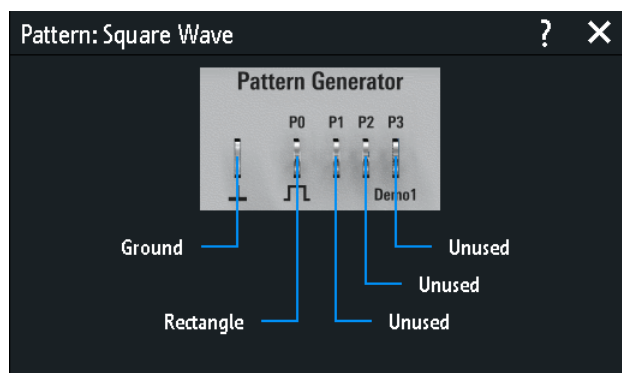 Pattern: Square Wave ? ×
Pattern Generator
P0 P1 P2 P3
Demo1
Ground Unused
Unused
Rectangle Unused